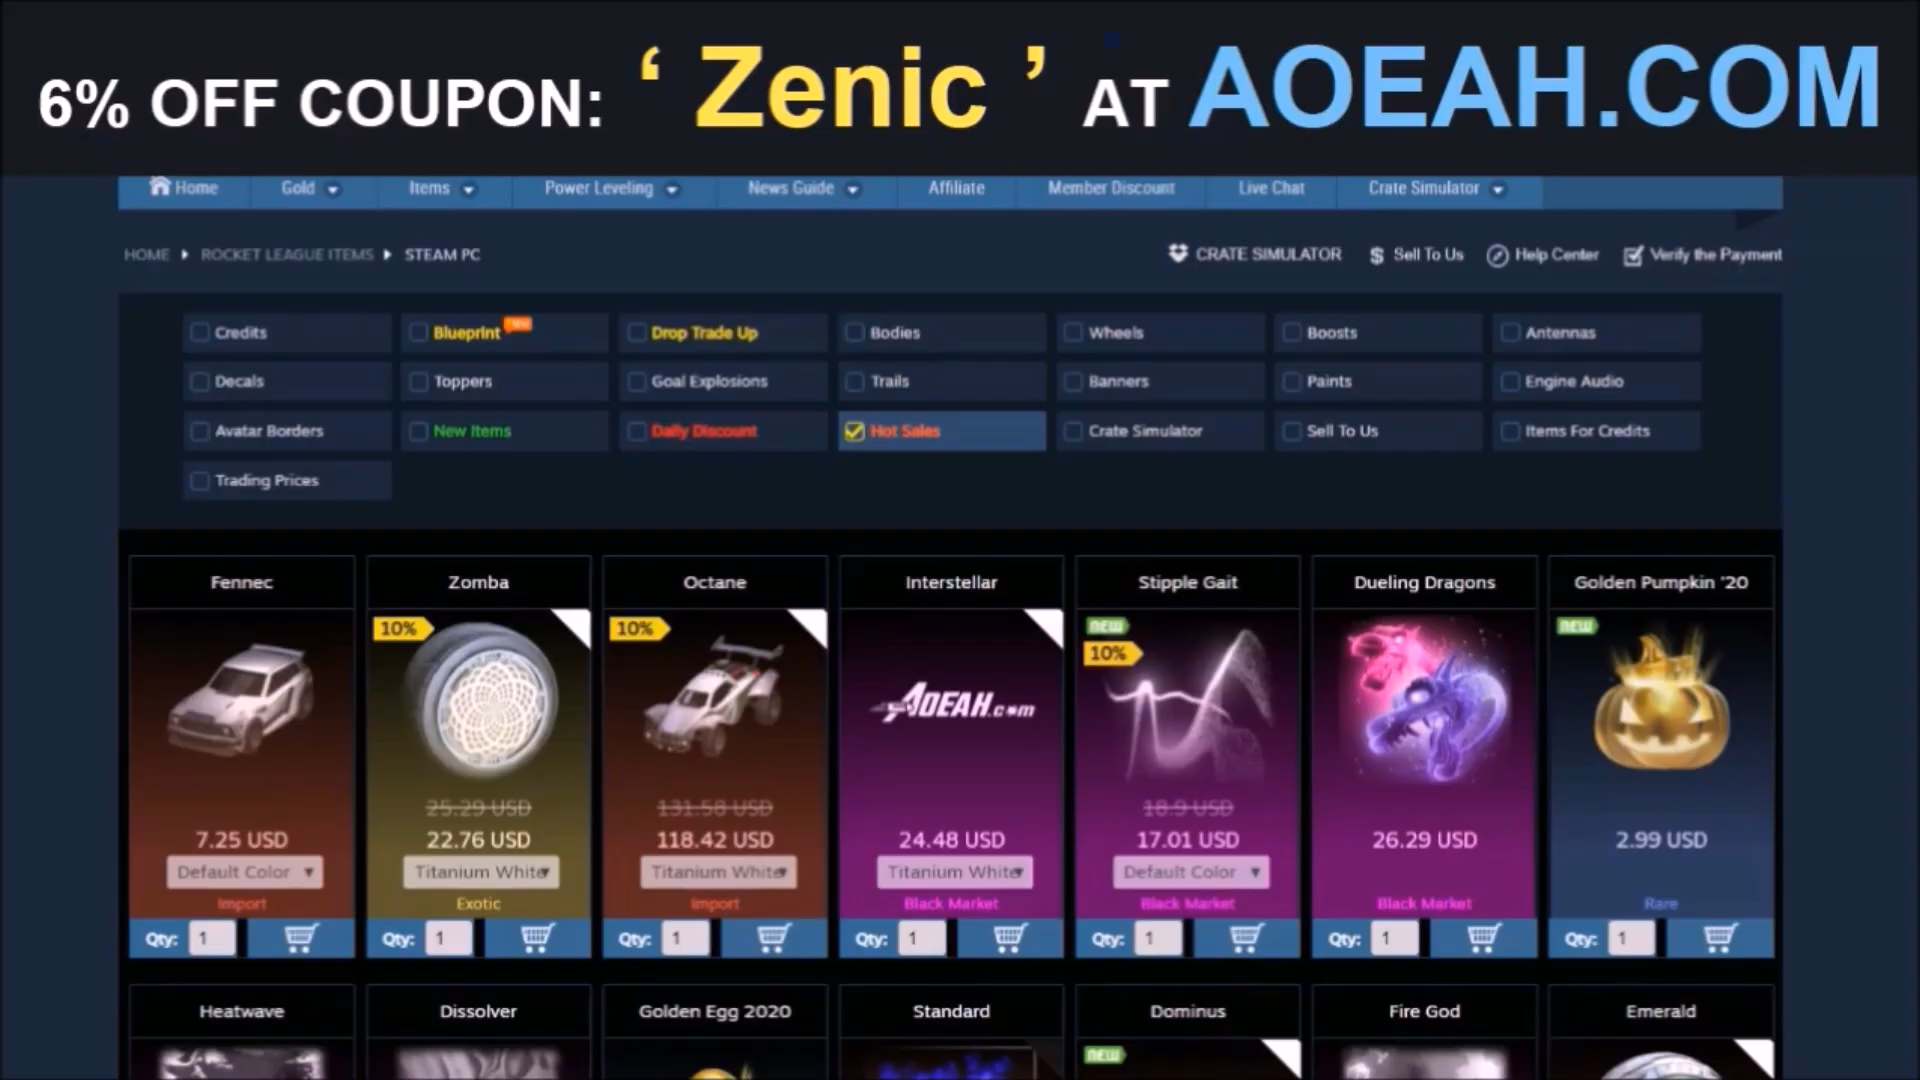 6% OFF COUPON: ‘ Zenic ’ AT AOEAH.COM
Home Gold Items Power Leveling News Guide Affiliate Member Discount Live Chat Crate Simulator
HOME ROCKET LEAGUE ITEMS STEAM PC CRATE SIMULATOR $ Sell To Us Help Center Verify the Payment
Credits Blueprint Drop Trade Up Bodies Wheels Boosts Antennas
Decals Toppers Goal Explosions Trails Banners Paints Engine Audio
Avatar Borders New Items Daily Discount Hot Sales Crate Simulator Sell To Us Items For Credits
Trading Prices
Fennec Zomba Octane Interstellar Stipple Gait Dueling Dragons Golden Pumpkin '20
10% 10% NEW NEW
10%
AOEAH.com
25.29 USD 131.58 USD 18.9 USD
7.25 USD 22.76 USD 118.42 USD 24.48 USD 17.01 USD 26.29 USD 2.99 USD
Default Color Titanium White Titanium White Titanium White Default Color
Import Exotic Import Black Market Black Market Black Market Rare
Qty: 1 Qty: 1 Qty: 1 Qty: 1 Qty: 1 Qty: 1 Qty: 1
Heatwave Dissolver Golden Egg 2020 Standard Dominus Fire God Emerald
NEW